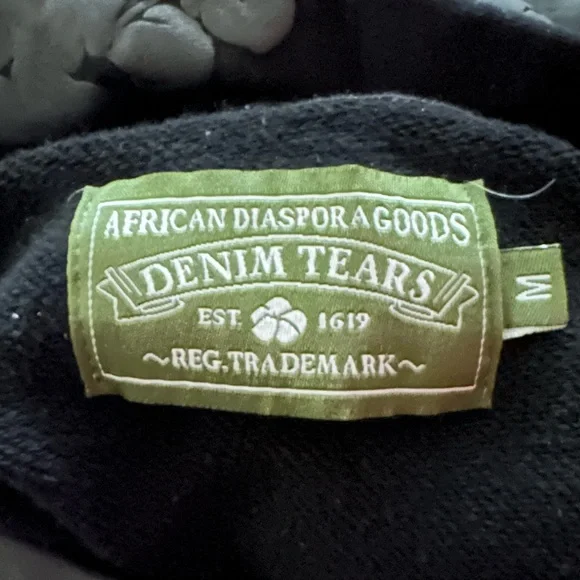 AFRICAN DIASPORA GOODS
DENIM TEARS
EST. 1619
~REG. TRADEMARK~
M